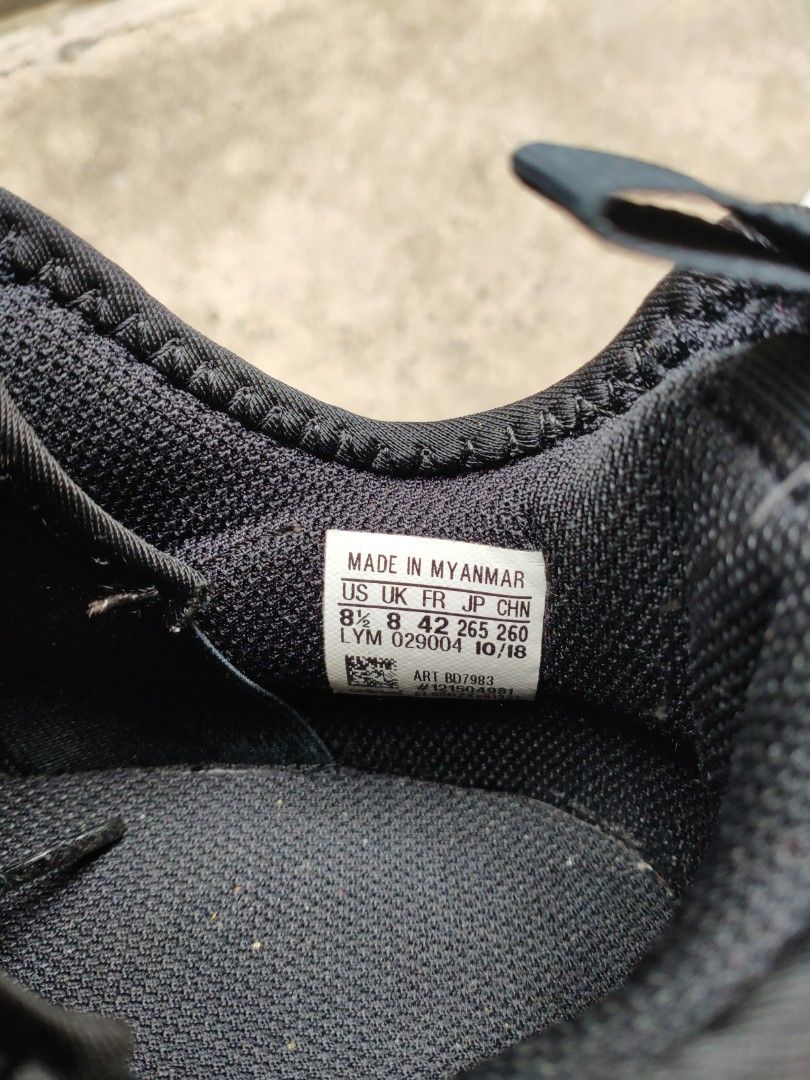 MADE IN MYANMAR
US UK FR JP CHN
8½ 8 42 265 260
LYM 029004 10/18
ART BD7983
#121504981